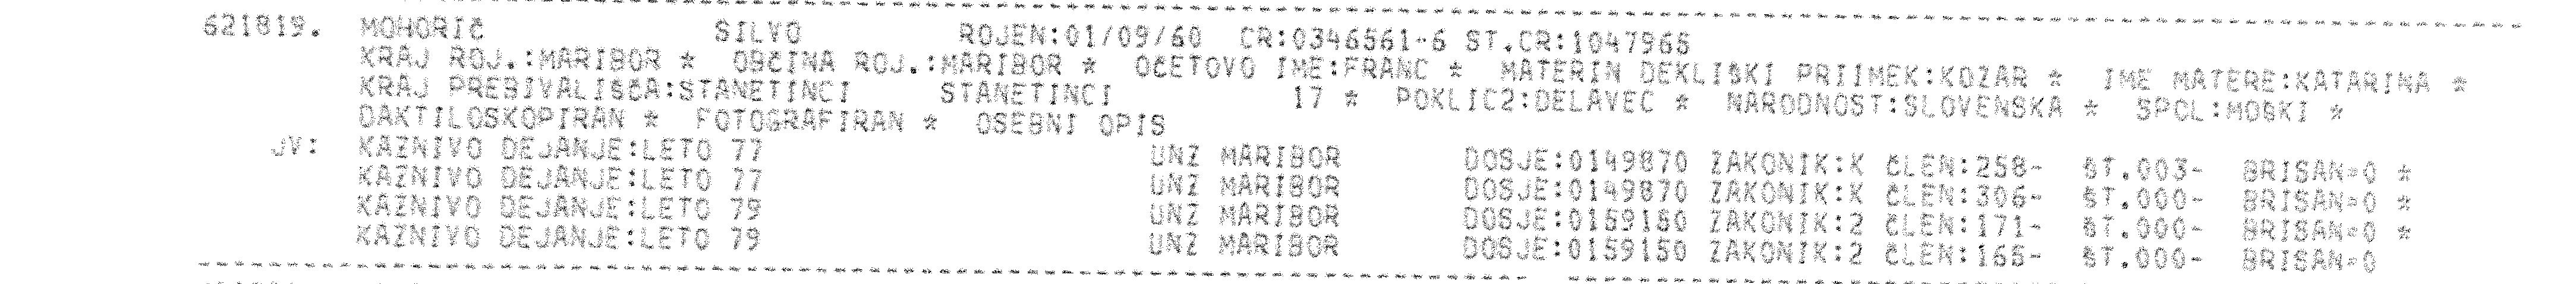 621819. MOHORIČ SILVO ROJEN:01/09/60 CR:0346561-6 ST.CR:1047965
KRAJ ROJ.:MARIBOR * OBČINA ROJ.:MARIBOR * OČETOVO IME:FRANC * MATERIN DEKLIŠKI PRIIMEK:KOZAR * IME MATERE:KATARINA *
KRAJ PREBIVALIŠČA:STANETINCI STANETINCI 17 * POKLIC2:DELAVEC * NARODNOST:SLOVENSKA * SPOL:MOŠKI *
DAKTILOSKOPIRAN * FOTOGRAFIRAN * OSEBNI OPIS
JV: KAZNIVO DEJANJE:LETO 77 UNZ MARIBOR DOSJE:0149870 ZAKONIK:K ČLEN:258- ŠT.003- BRISAN=0 *
KAZNIVO DEJANJE:LETO 77 UNZ MARIBOR DOSJE:0149870 ZAKONIK:K ČLEN:306- ŠT.000- BRISAN=0 *
KAZNIVO DEJANJE:LETO 79 UNZ MARIBOR DOSJE:0159150 ZAKONIK:2 ČLEN:171- ŠT.000- BRISAN=0 *
KAZNIVO DEJANJE:LETO 79 UNZ MARIBOR DOSJE:0159150 ZAKONIK:2 ČLEN:165- ŠT.000- BRISAN=0